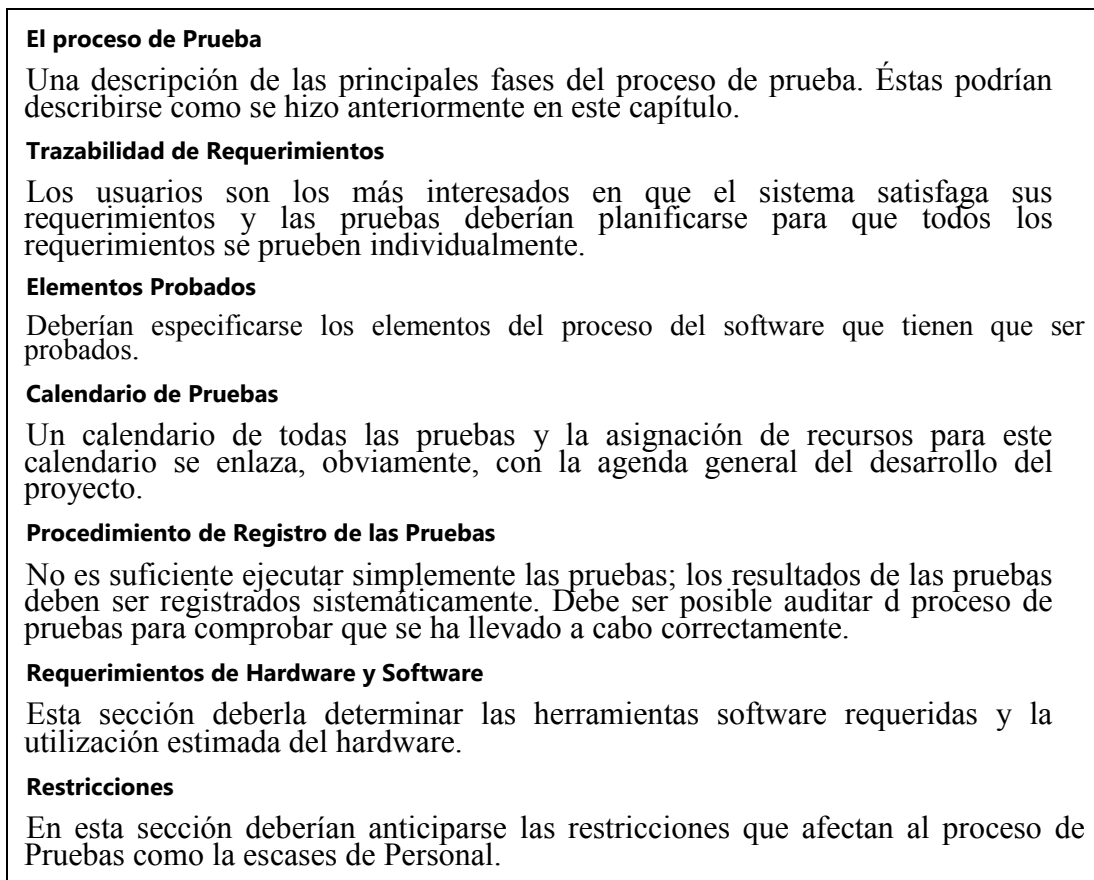 El proceso de Prueba
Una descripción de las principales fases del proceso de prueba. Éstas podrían
describirse como se hizo anteriormente en este capítulo.
Trazabilidad de Requerimientos
Los usuarios son los más interesados en que el sistema satisfaga sus
requerimientos y las pruebas deberían planificarse para que todos los
requerimientos se prueben individualmente.
Elementos Probados
Deberían especificarse los elementos del proceso del software que tienen que ser
probados.
Calendario de Pruebas
Un calendario de todas las pruebas y la asignación de recursos para este
calendario se enlaza, obviamente, con la agenda general del desarrollo del
proyecto.
Procedimiento de Registro de las Pruebas
No es suficiente ejecutar simplemente las pruebas; los resultados de las pruebas
deben ser registrados sistemáticamente. Debe ser posible auditar d proceso de
pruebas para comprobar que se ha llevado a cabo correctamente.
Requerimientos de Hardware y Software
Esta sección deberla determinar las herramientas software requeridas y la
utilización estimada del hardware.
Restricciones
En esta sección deberían anticiparse las restricciones que afectan al proceso de
Pruebas como la escases de Personal.